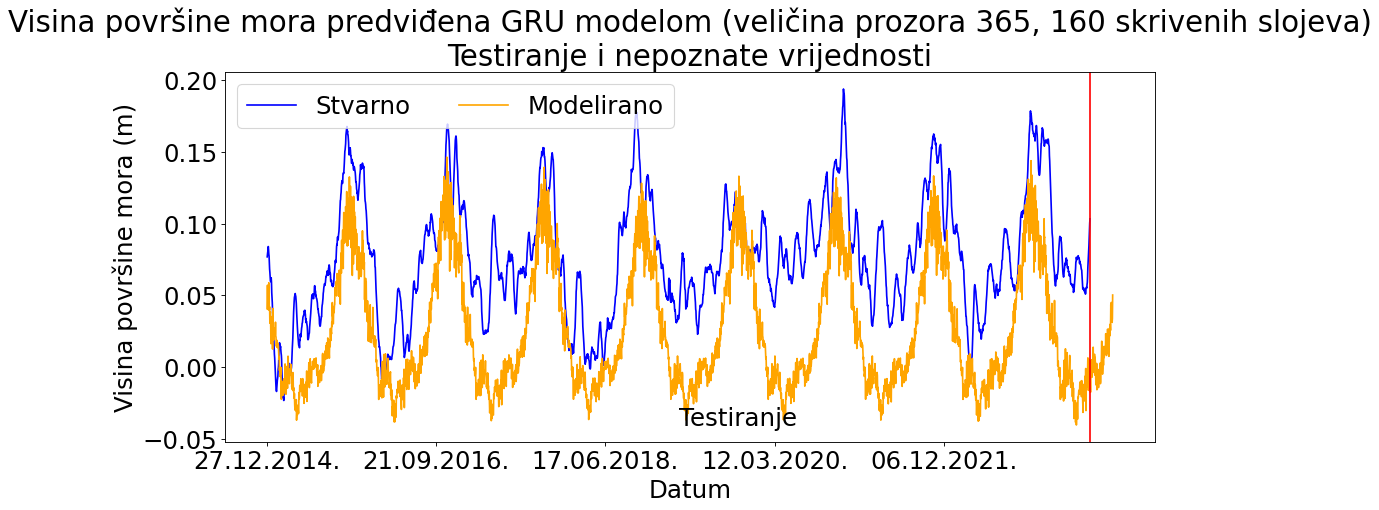 Visina površine mora predviđena GRU modelom (veličina prozora 365, 160 skrivenih slojeva)
Testiranje i nepoznate vrijednosti
Stvarno Modelirano
Visina površine mora (m)
0.20
0.15
0.10
0.05
0.00
−0.05
Testiranje
27.12.2014. 21.09.2016. 17.06.2018. 12.03.2020. 06.12.2021.
Datum